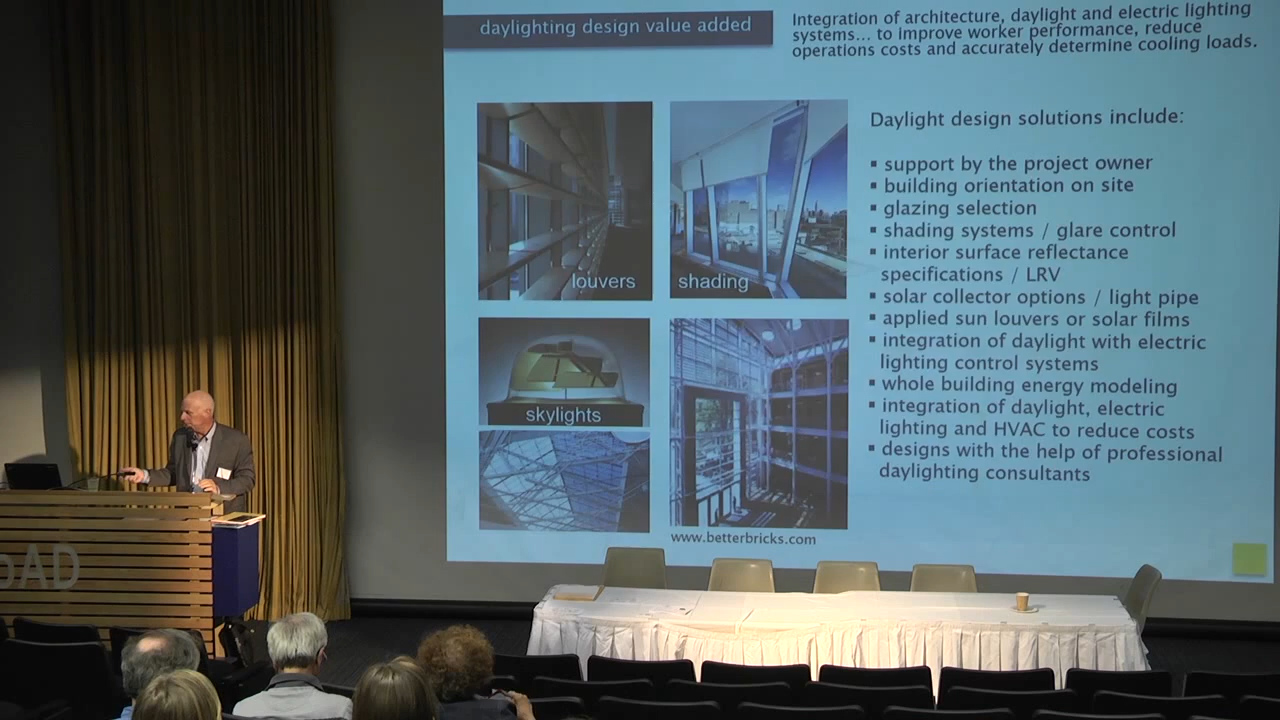 daylighting design value added
Integration of architecture, daylight and electric lighting
systems... to improve worker performance, reduce
operations costs and accurately determine cooling loads.
louvers
shading
skylights
www.betterbricks.com
Daylight design solutions include:
▪ support by the project owner
▪ building orientation on site
▪ glazing selection
▪ shading systems / glare control
▪ interior surface reflectance
specifications / LRV
▪ solar collector options / light pipe
▪ applied sun louvers or solar films
▪ integration of daylight with electric
lighting control systems
▪ whole building energy modeling
▪ integration of daylight, electric
lighting and HVAC to reduce costs
▪ designs with the help of professional
daylighting consultants
oAD